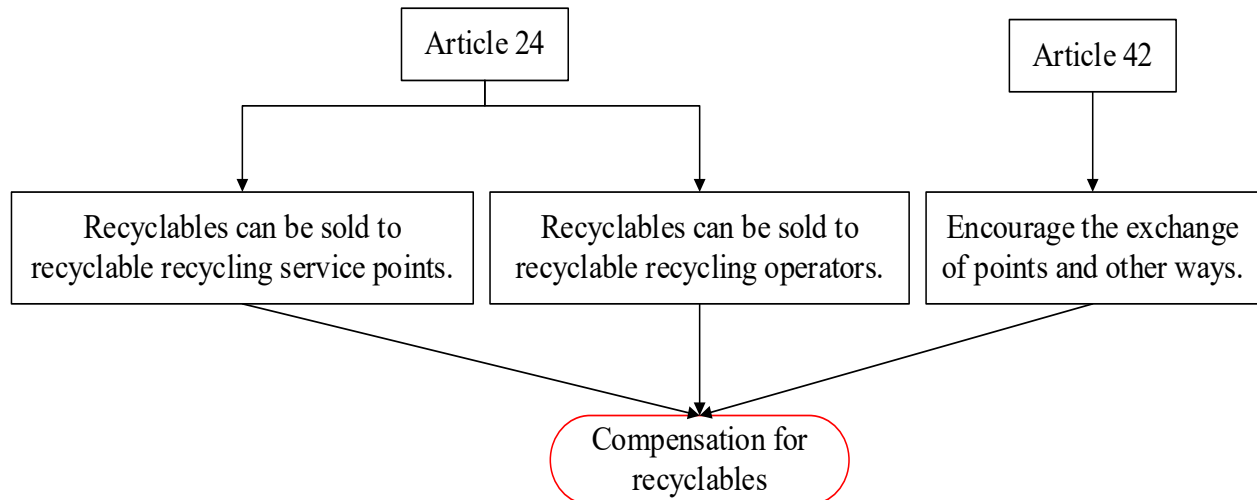 Article 24
Article 42
Recyclables can be sold to
recyclable recycling service points.
Recyclables can be sold to
recyclable recycling operators.
Encourage the exchange
of points and other ways.
Compensation for
recyclables